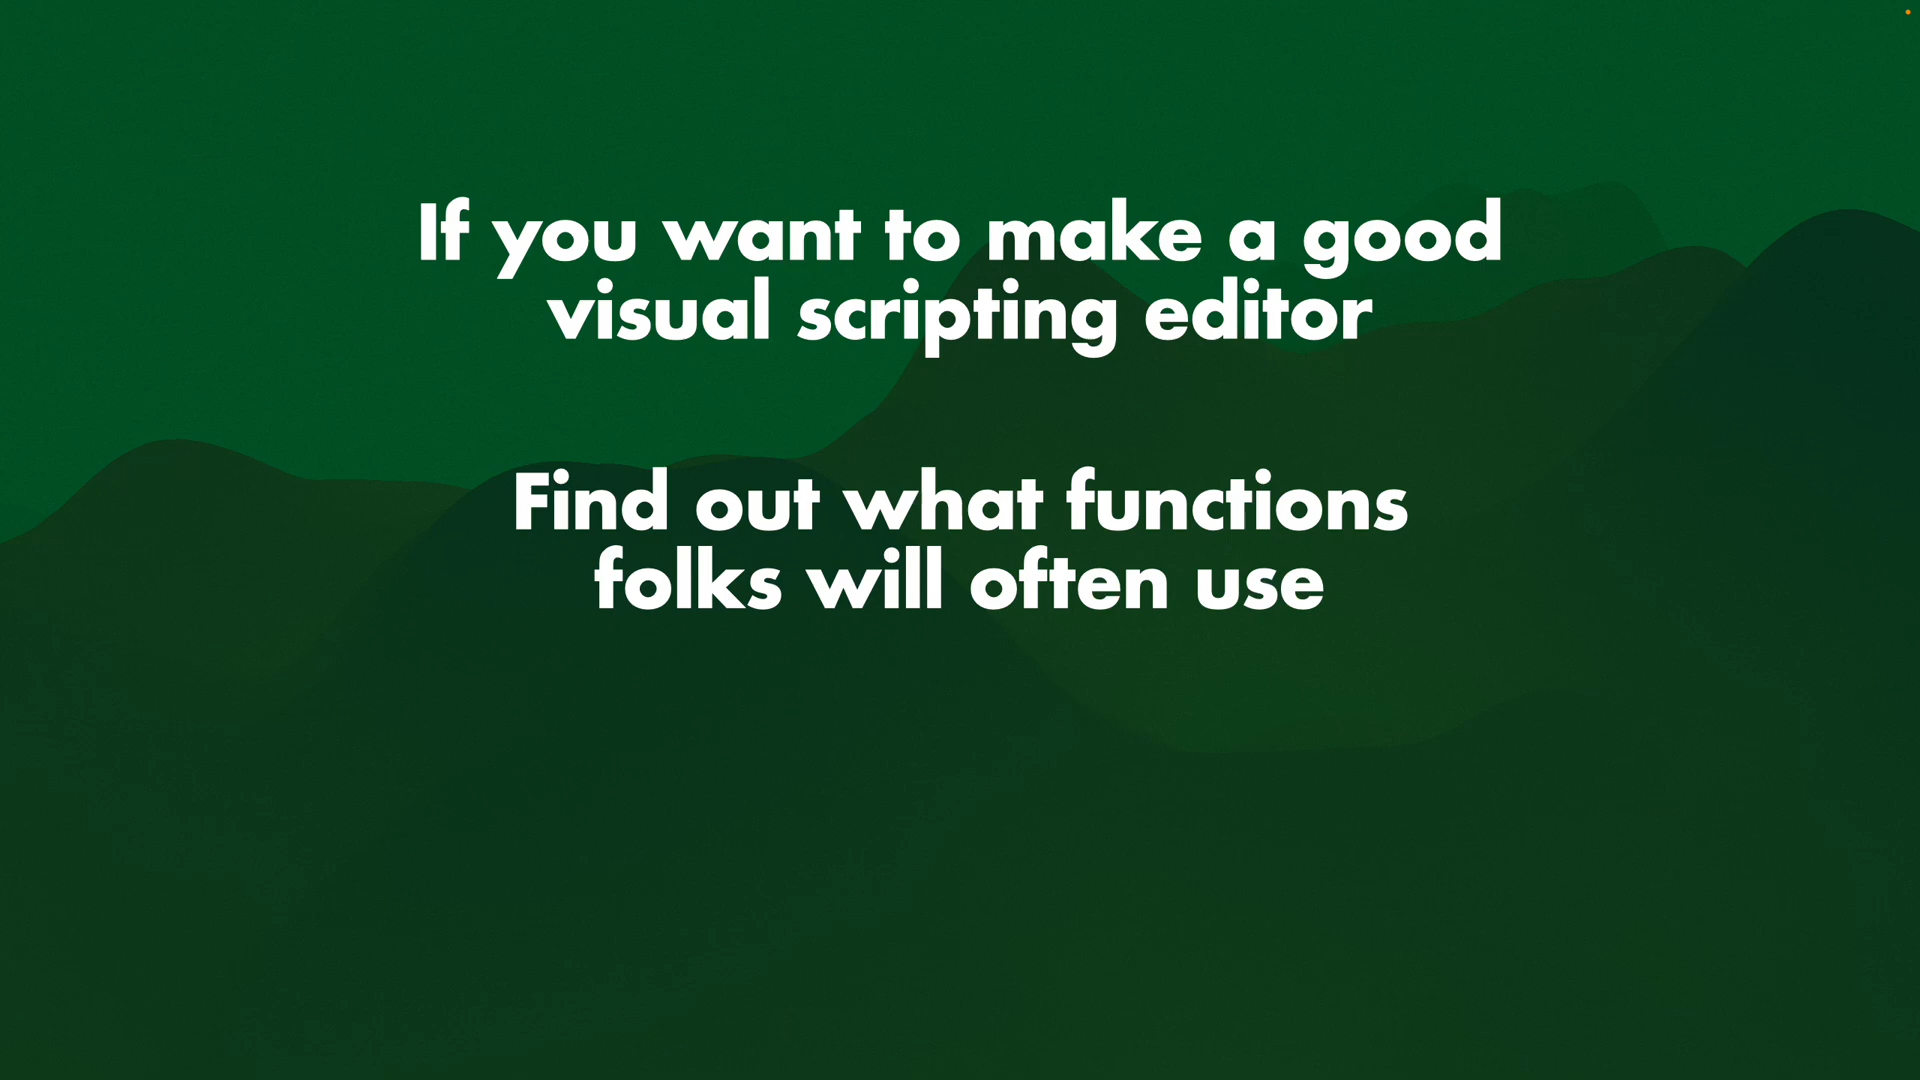 If you want to make a good
visual scripting editor
Find out what functions
folks will often use